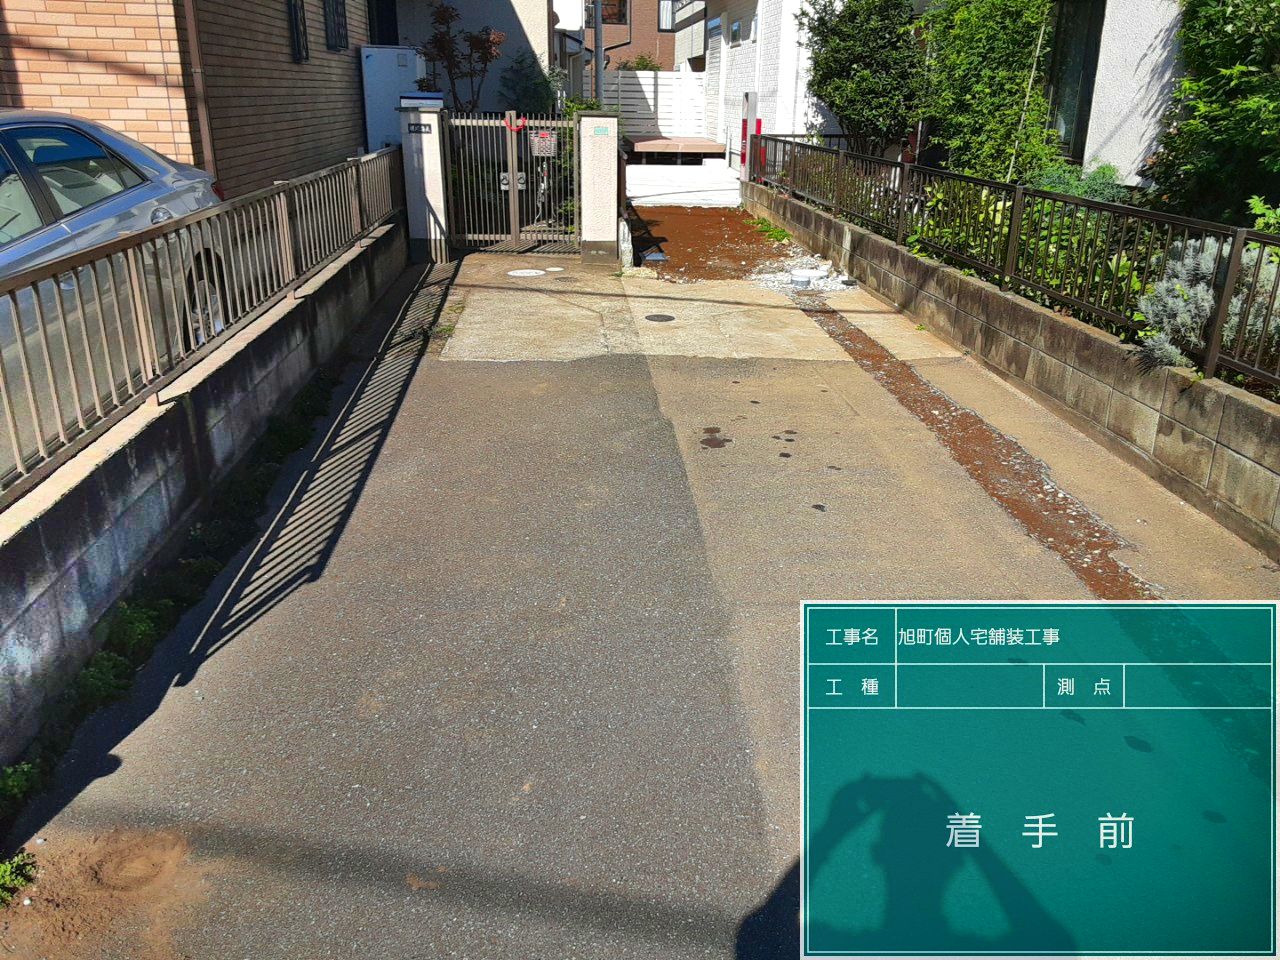 工事名 旭町個人宅舗装工事
工 種 測 点
着 手 前